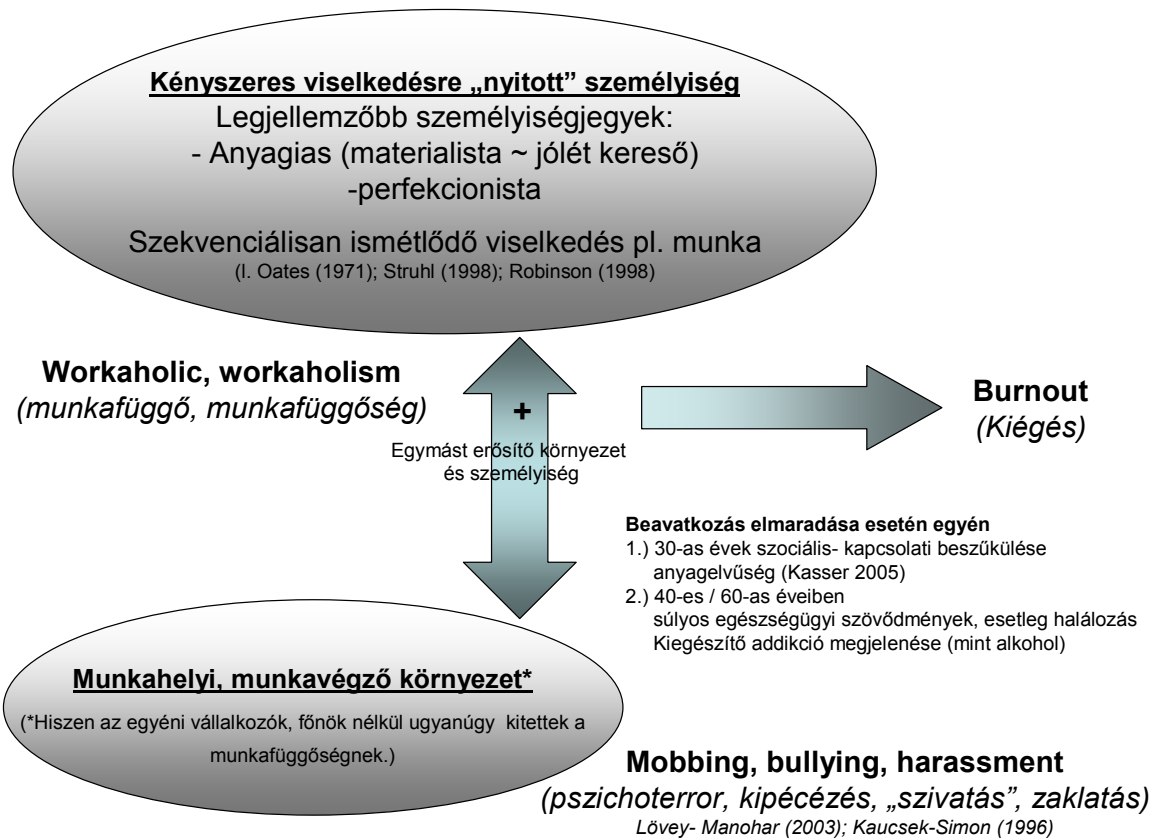 Kényszeres viselkedésre „nyitott” személyiség
Legjellemzőbb személyiségjegyek:
- Anyagias (materialista ~ jólét kereső)
-perfekcionista
Szekvenciálisan ismétlődő viselkedés pl. munka
(l. Oates (1971); Struhl (1998); Robinson (1998)
Workaholic, workaholism
(munkafüggő, munkafüggőség)
+
Egymást erősítő környezet
és személyiség
Burnout
(Kiégés)
Beavatkozás elmaradása esetén egyén
1.) 30-as évek szociális- kapcsolati beszűkülése
anyagelvűség (Kasser 2005)
2.) 40-es / 60-as éveiben
súlyos egészségügyi szövődmények, esetleg halálozás
Kiegészítő addikció megjelenése (mint alkohol)
Munkahelyi, munkavégző környezet*
(*Hiszen az egyéni vállalkozók, főnök nélkül ugyanúgy kitettek a
munkafüggőségnek.)
Mobbing, bullying, harassment
(pszichoterror, kipécézés, „szivatás”, zaklatás)
Lövey- Manohar (2003); Kaucsek-Simon (1996)